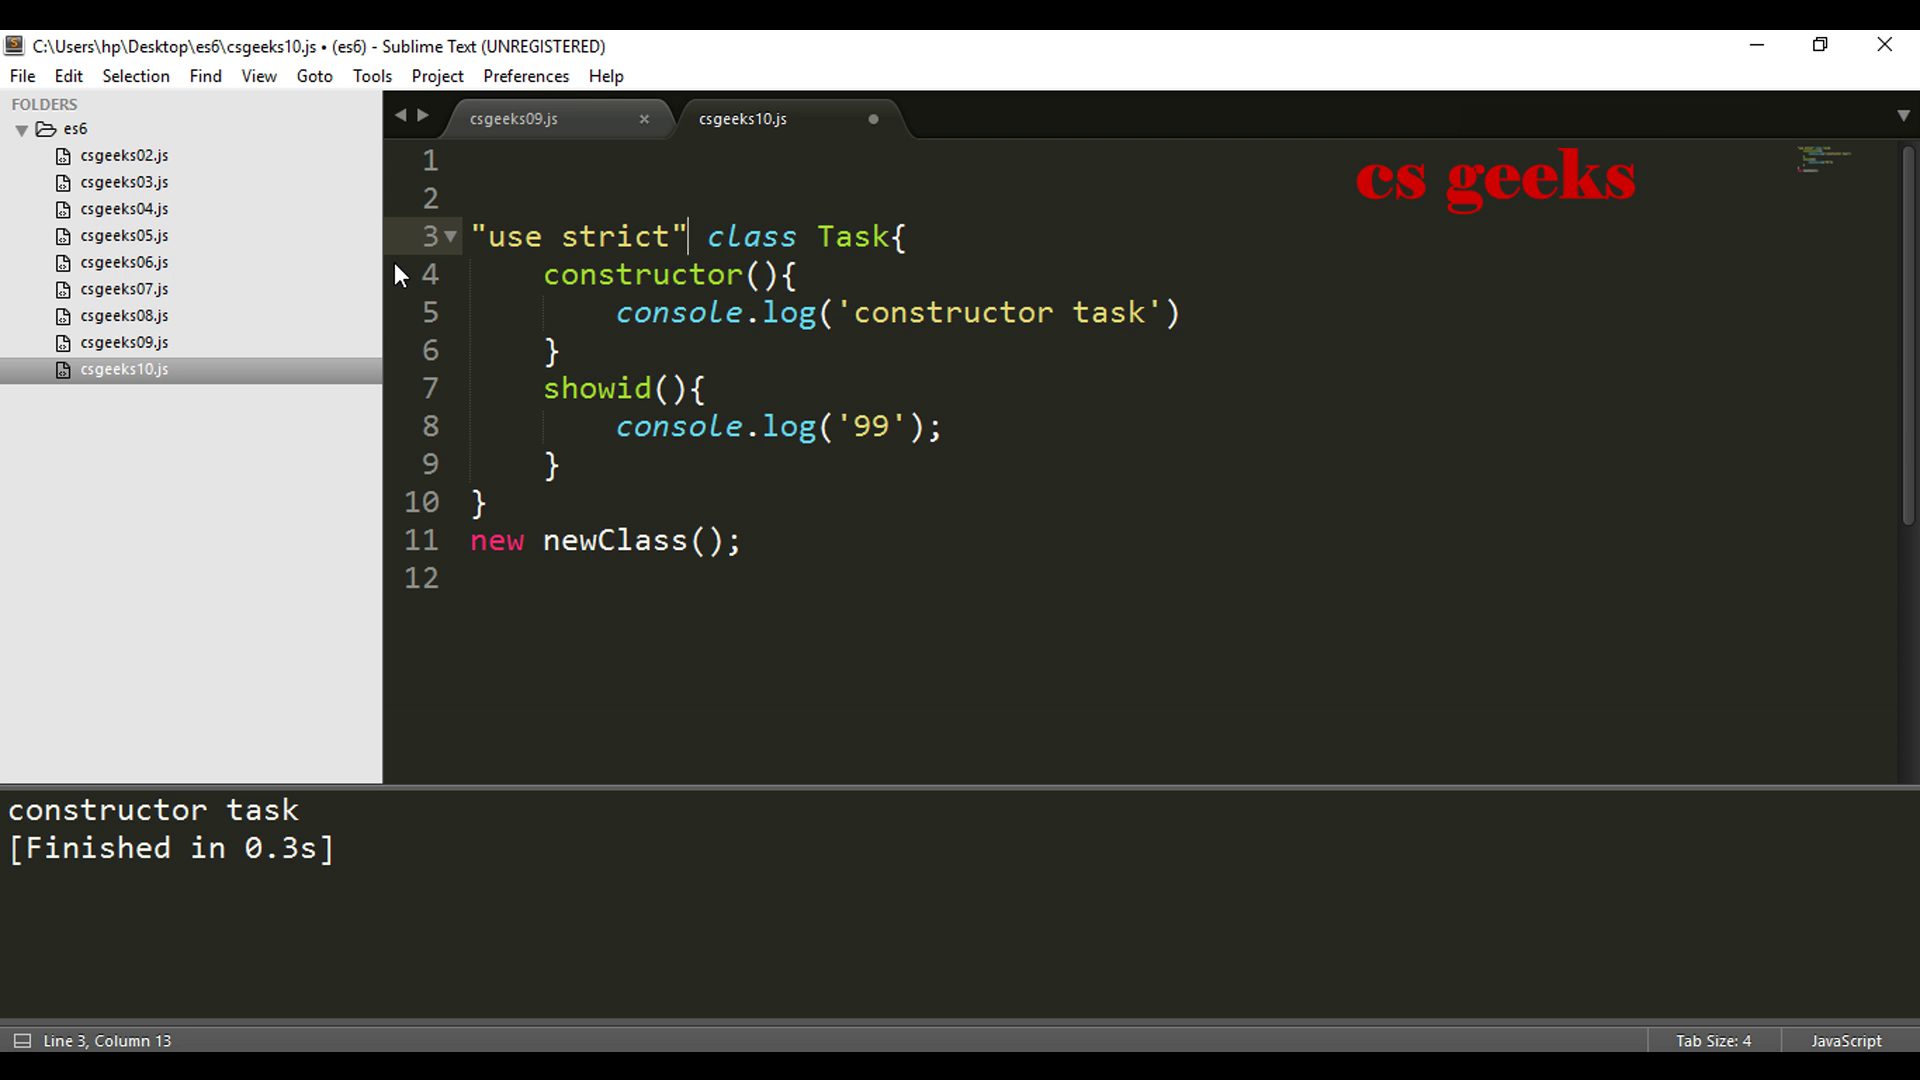 C:\Users\hp\Desktop\es6\csgeeks10.js • (es6) - Sublime Text (UNREGISTERED)
File Edit Selection Find View Goto Tools Project Preferences Help
FOLDERS
es6
csgeeks02.js
csgeeks03.js
csgeeks04.js
csgeeks05.js
csgeeks06.js
csgeeks07.js
csgeeks08.js
csgeeks09.js
csgeeks10.js
csgeeks09.js × csgeeks10.js
cs geeks
1
2
3 "use strict" class Task{
4     constructor(){
5         console.log('constructor task')
6     }
7     showid(){
8         console.log('99');
9     }
10 }
11 new newClass();
12
constructor task
[Finished in 0.3s]
Line 3, Column 13 Tab Size: 4 JavaScript